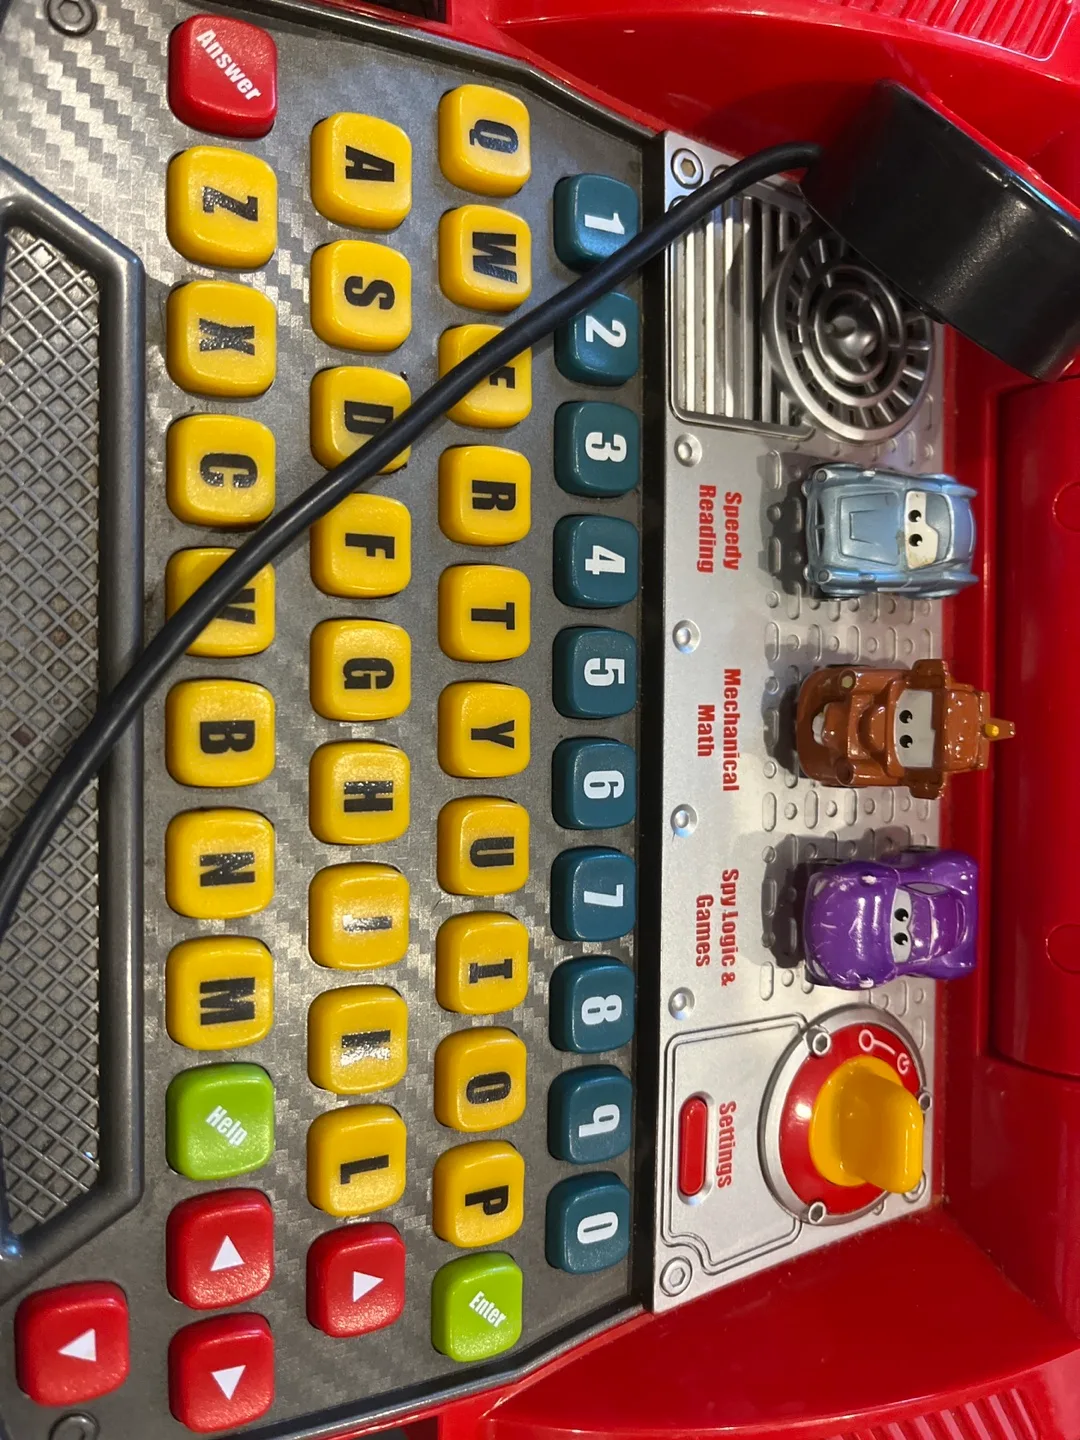 Speedy
Reading
Mechanical
Math
Spy Logic &
Games
Settings
1 2 3 4 5 6 7 8 9 0
Q W E R T Y U I O P Enter
A S D F G H J K L
Answer Z X C V B N M Help